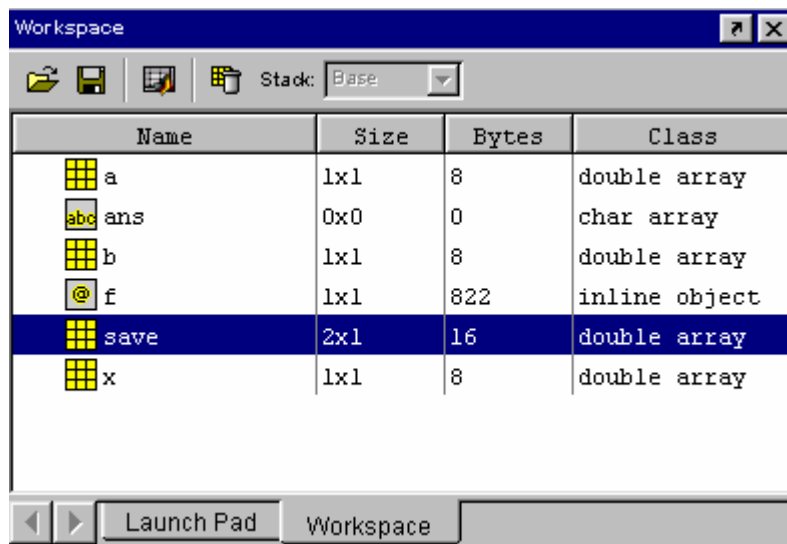 Workspace
Stack: Base
Name Size Bytes Class
a 1x1 8 double array
abc ans 0x0 0 char array
b 1x1 8 double array
@ f 1x1 822 inline object
save 2x1 16 double array
x 1x1 8 double array
Launch Pad Workspace